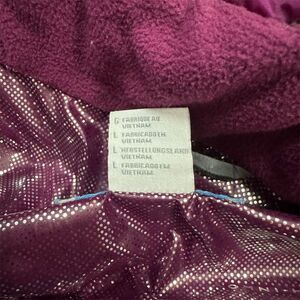 G FABRIQUE AU
VIETNAM
L FABRICADO EN
VIETNAM
L HERSTELLUNGSLAND
VIETNAM
L FABRICADO EM
VIETNAM